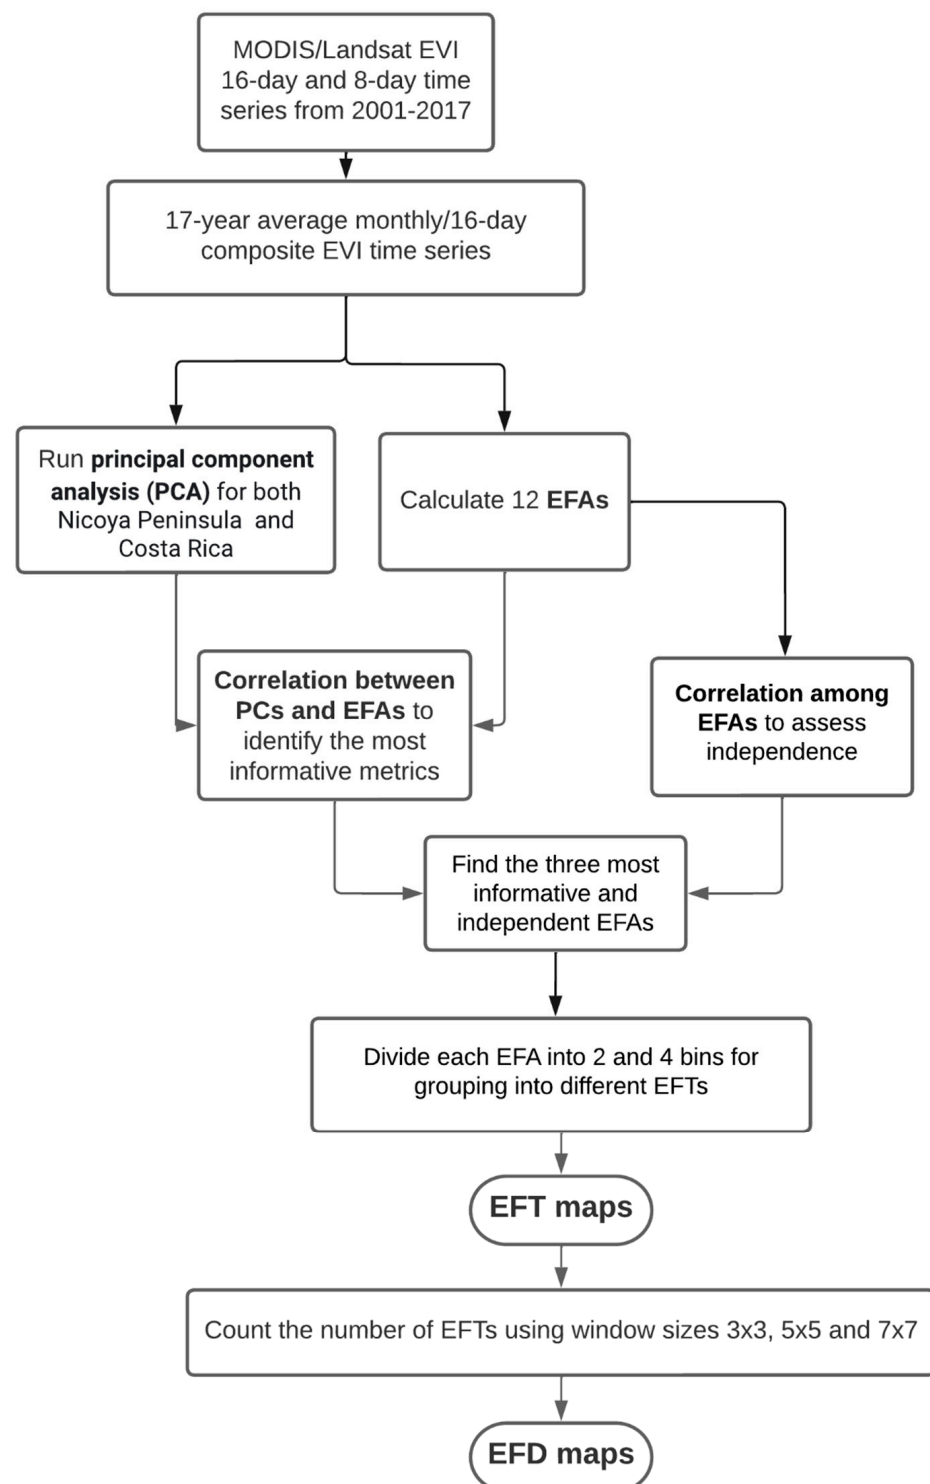 MODIS/Landsat EVI
16-day and 8-day time
series from 2001-2017
17-year average monthly/16-day
composite EVI time series
Run principal component
analysis (PCA) for both
Nicoya Peninsula and
Costa Rica
Calculate 12 EFAs
Correlation between
PCs and EFAs to
identify the most
informative metrics
Correlation among
EFAs to assess
independence
Find the three most
informative and
independent EFAs
Divide each EFA into 2 and 4 bins for
grouping into different EFTs
EFT maps
Count the number of EFTs using window sizes 3x3, 5x5 and 7x7
EFD maps